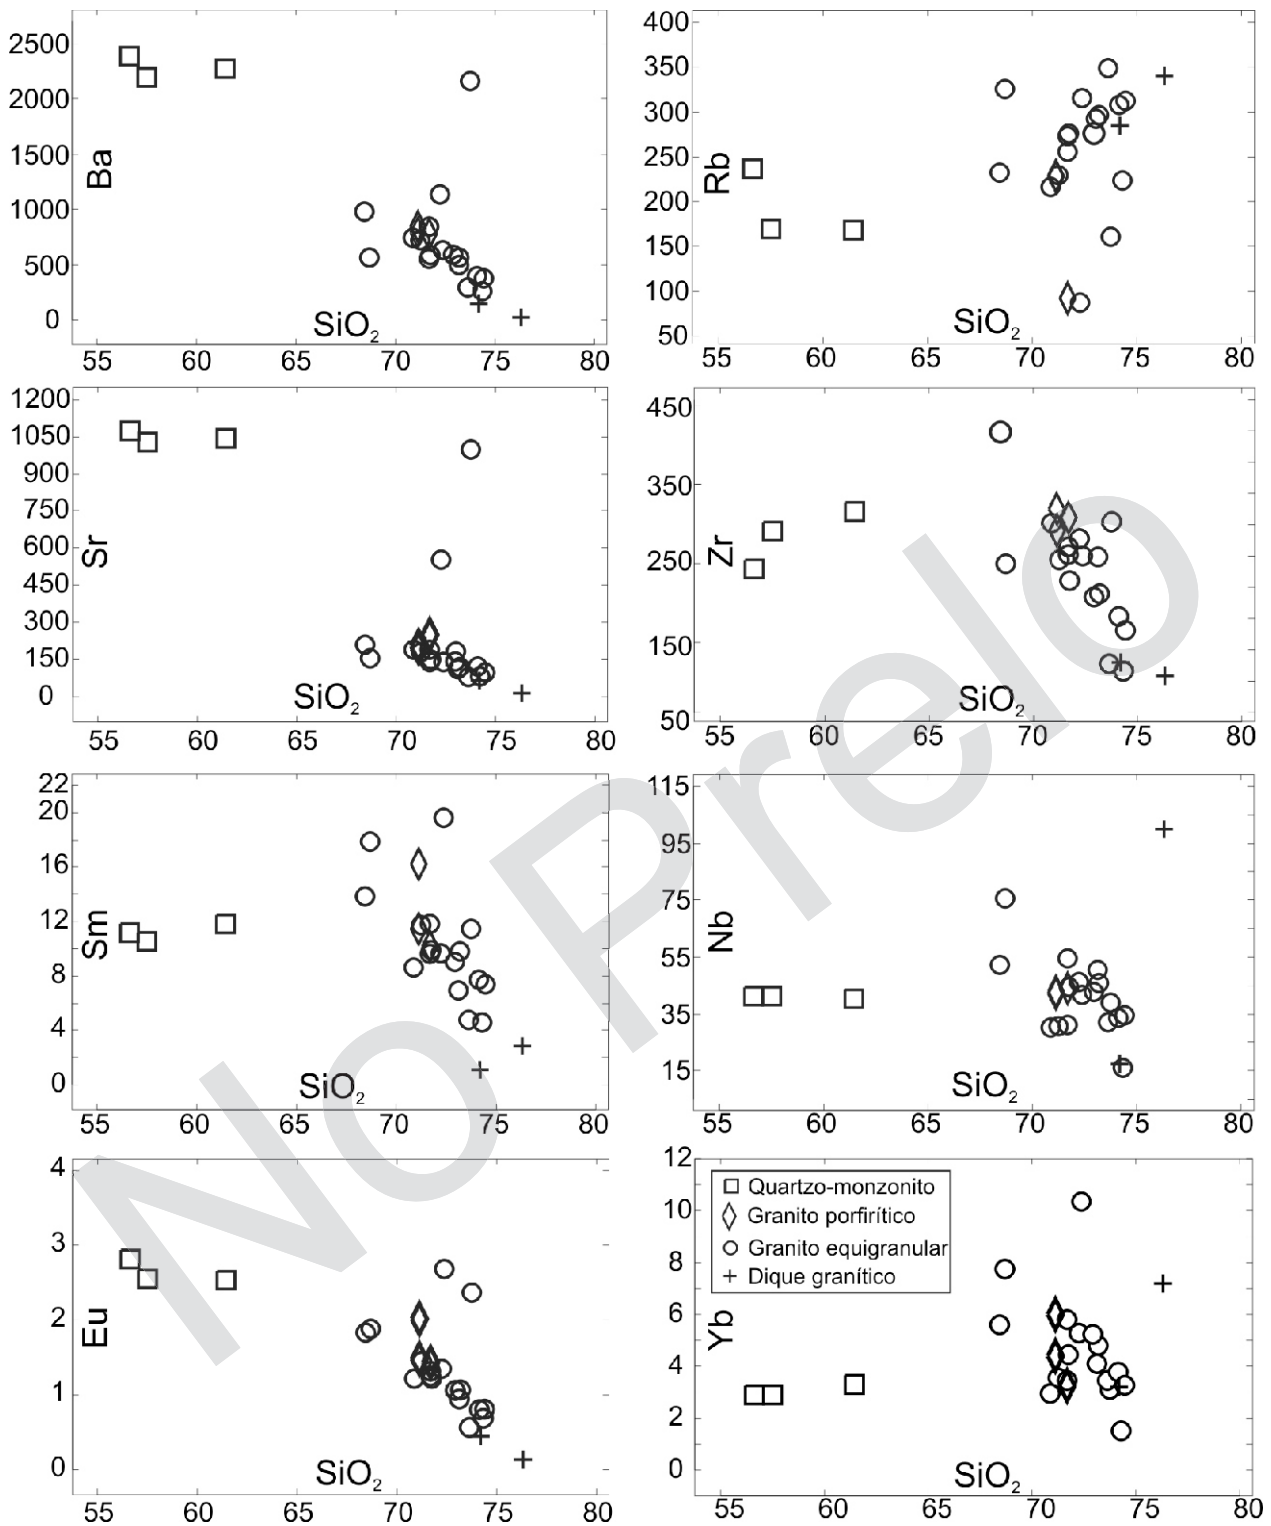 2500
2000
1500
1000
500
0
Ba
SiO2
55 60 65 70 75 80
400
350
300
250
200
150
100
50
Rb
SiO2
55 60 65 70 75 80
1200
1050
900
750
600
450
300
150
0
Sr
SiO2
55 60 65 70 75 80
450
350
250
150
50
Zr
SiO2
55 60 65 70 75 80
22
20
16
12
8
4
0
Sm
SiO2
55 60 65 70 75 80
115
95
75
55
35
15
Nb
SiO2
55 60 65 70 75 80
4
3
2
1
0
Eu
SiO2
55 60 65 70 75 80
12
10
8
6
4
2
0
Yb
Quartzo-monzonito
Granito porfirítico
Granito equigranular
Dique granítico
SiO2
55 60 65 70 75 80
No Prelo